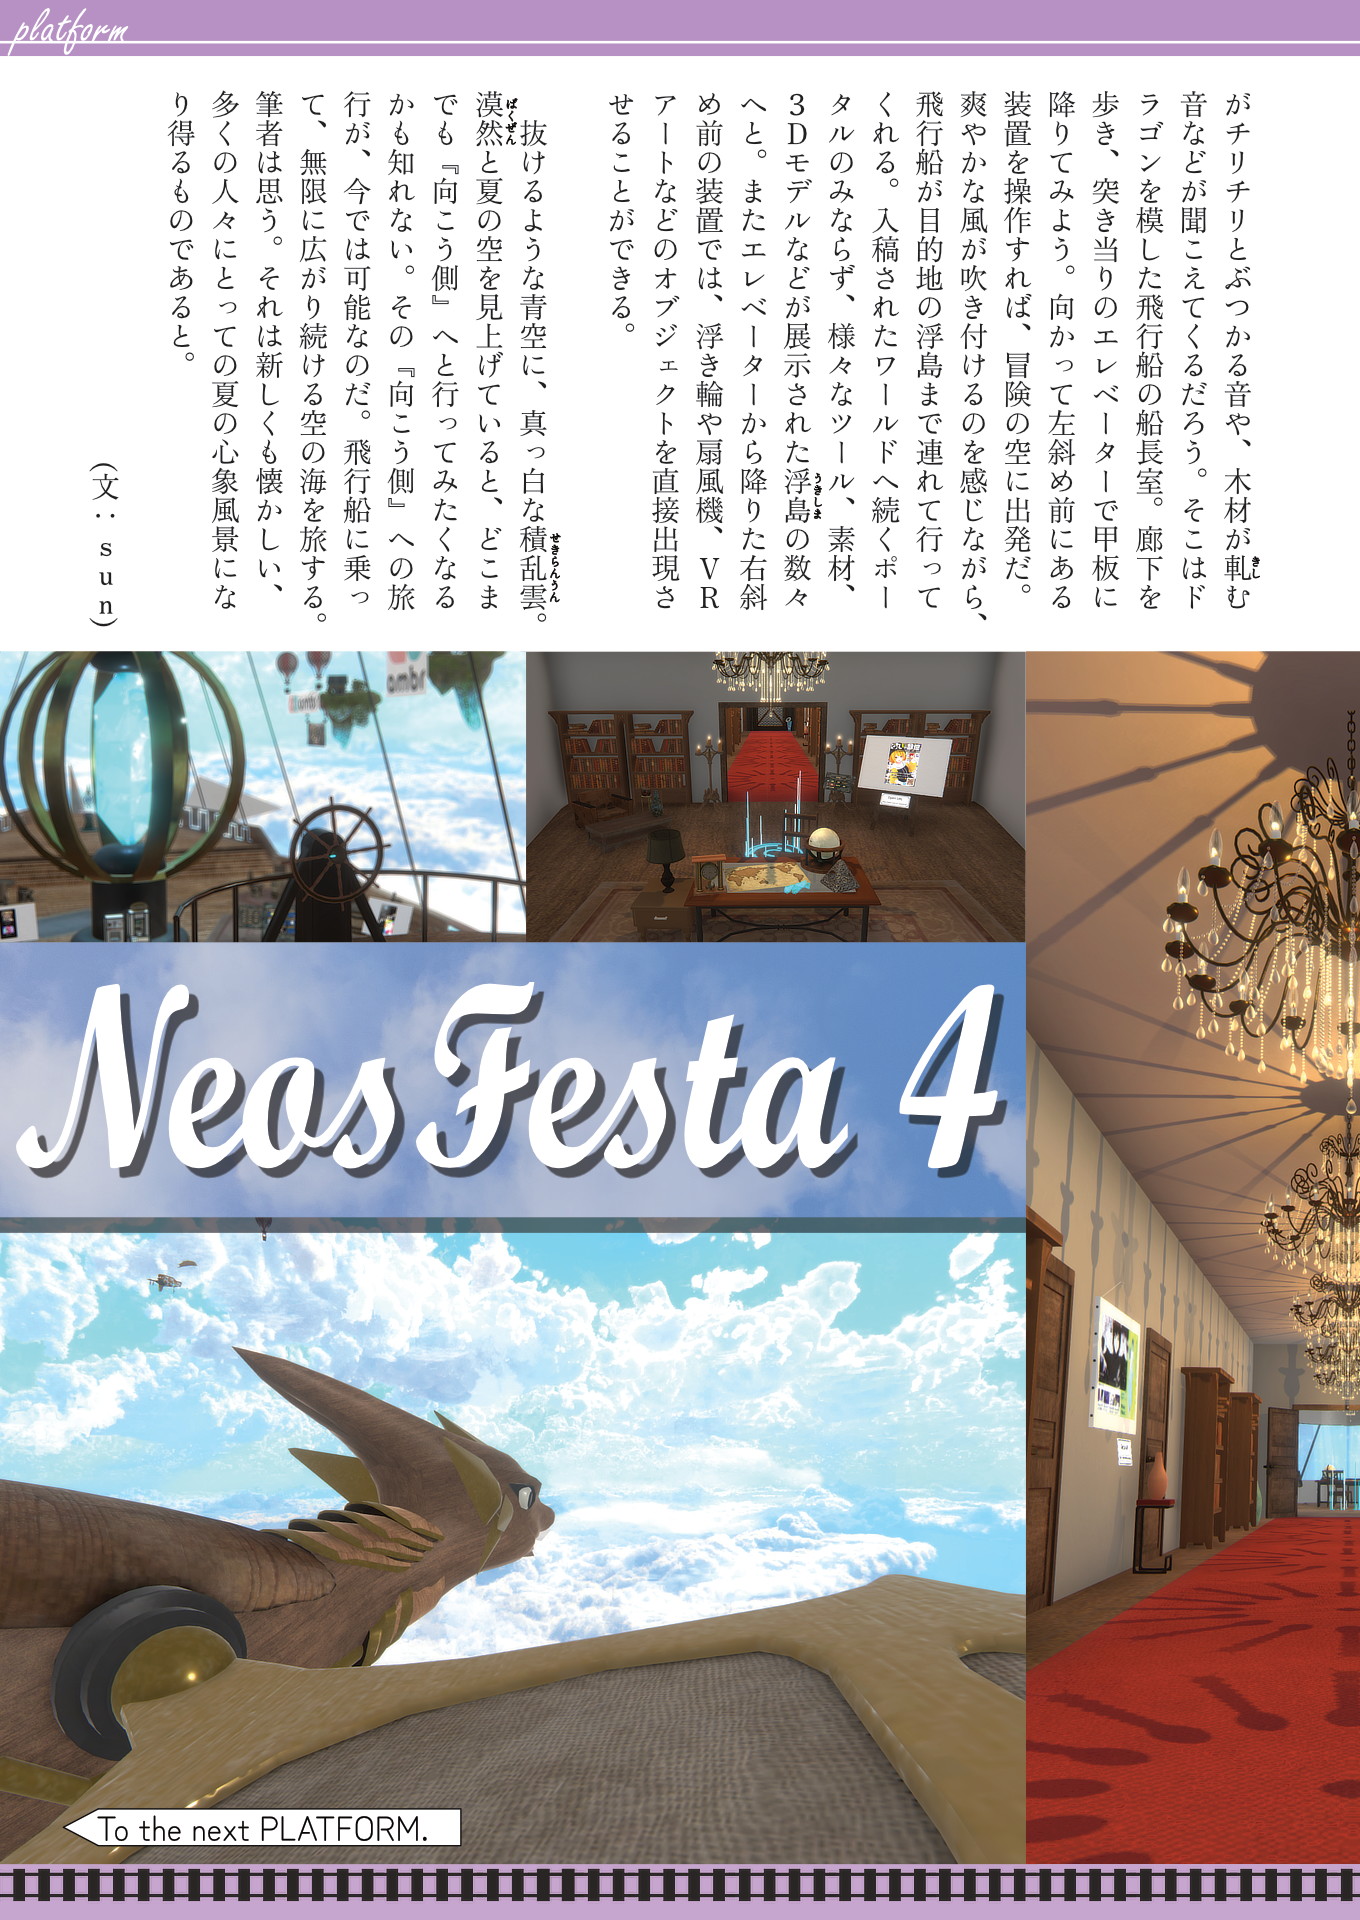 platform
がチリチリとぶつかる音や、木材が軋む
音などが聞こえてくるだろう。そこはド
ラゴンを模した飛行船の船長室。廊下を
歩き、突き当りのエレベーターで甲板に
降りてみよう。向かって左斜め前にある
装置を操作すれば、冒険の空に出発だ。
爽やかな風が吹き付けるのを感じながら、
飛行船が目的地の浮島まで連れて行って
くれる。入稿されたワールドへ続くポー
タルのみならず、様々なツール、素材、
3Dモデルなどが展示された浮島の数々
へと。またエレベーターから降りた右斜
め前の装置では、浮き輪や扇風機、VR
アートなどのオブジェクトを直接出現さ
せることができる。
抜けるような青空に、真っ白な積乱雲。
漠然と夏の空を見上げていると、どこま
でも『向こう側』へと行ってみたくなる
かも知れない。その『向こう側』への旅
行が、今では可能なのだ。飛行船に乗っ
て、無限に広がり続ける空の海を旅する。
筆者は思う。それは新しくも懐かしい、
多くの人々にとっての夏の心象風景にな
り得るものであると。
(文: sun)
NeosFesta 4
To the next PLATFORM.